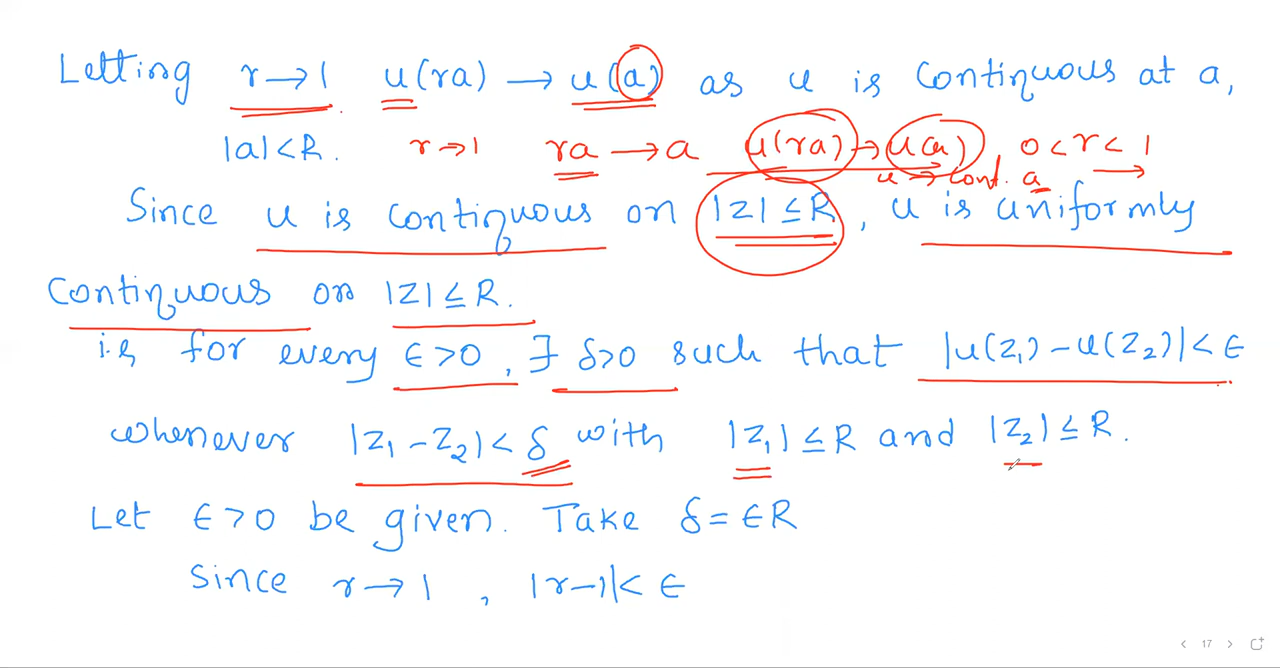 Letting r→1 u(ra) → u(a) as u is continuous at a,
|a|<R. r→1 ra → a u(ra)→u(a), 0<r<1
u→cont. a
Since u is continuous on |z|≤R, u is uniformly
continuous on |z|≤R.
i.e for every ϵ>0, ∃ δ>0 such that |u(z₁)−u(z₂)|<ϵ
whenever |z₁−z₂|<δ with |z₁|≤R and |z₂|≤R.
Let ϵ>0 be given. Take δ=ϵR
Since r→1, |r−1|<ϵ
17